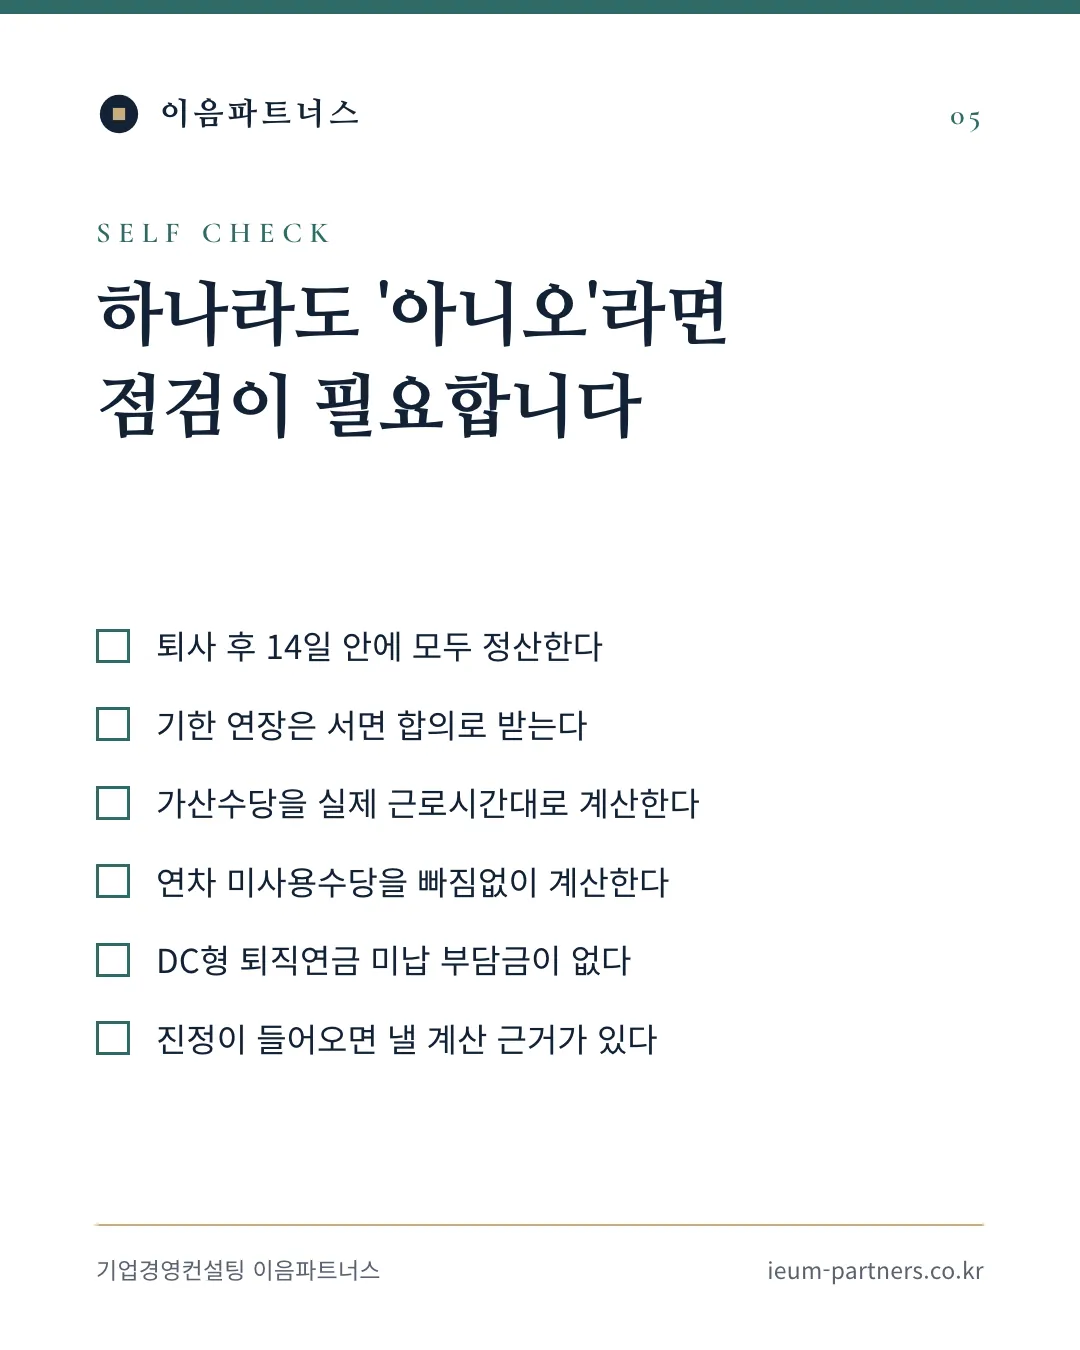 이음파트너스
05
SELF CHECK
하나라도 '아니오'라면
점검이 필요합니다
퇴사 후 14일 안에 모두 정산한다
기한 연장은 서면 합의로 받는다
가산수당을 실제 근로시간대로 계산한다
연차 미사용수당을 빠짐없이 계산한다
DC형 퇴직연금 미납 부담금이 없다
진정이 들어오면 낼 계산 근거가 있다
기업경영컨설팅 이음파트너스
ieum-partners.co.kr